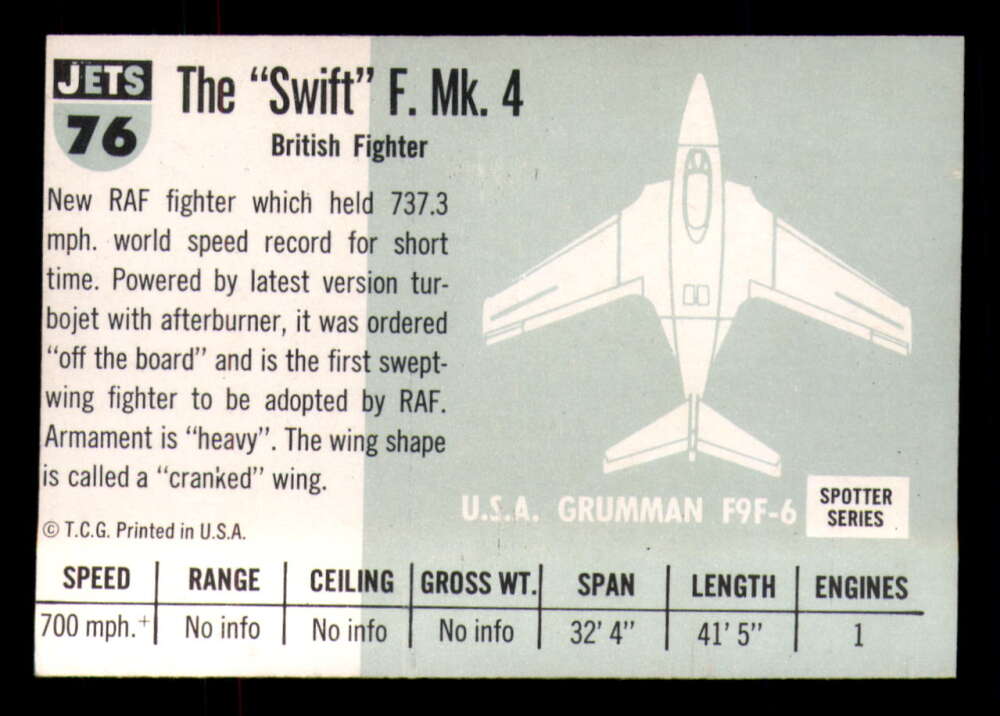 JETS
76
The "Swift" F. Mk. 4
British Fighter
New RAF fighter which held 737.3
mph. world speed record for short
time. Powered by latest version tur-
bojet with afterburner, it was ordered
"off the board" and is the first swept-
wing fighter to be adopted by RAF.
Armament is "heavy". The wing shape
is called a "cranked" wing.
© T.C.G. Printed in U.S.A.
U.S.A. GRUMMAN F9F-6
SPOTTER
SERIES
SPEED RANGE CEILING GROSS WT. SPAN LENGTH ENGINES
700 mph.+ No info No info No info 32' 4" 41' 5" 1